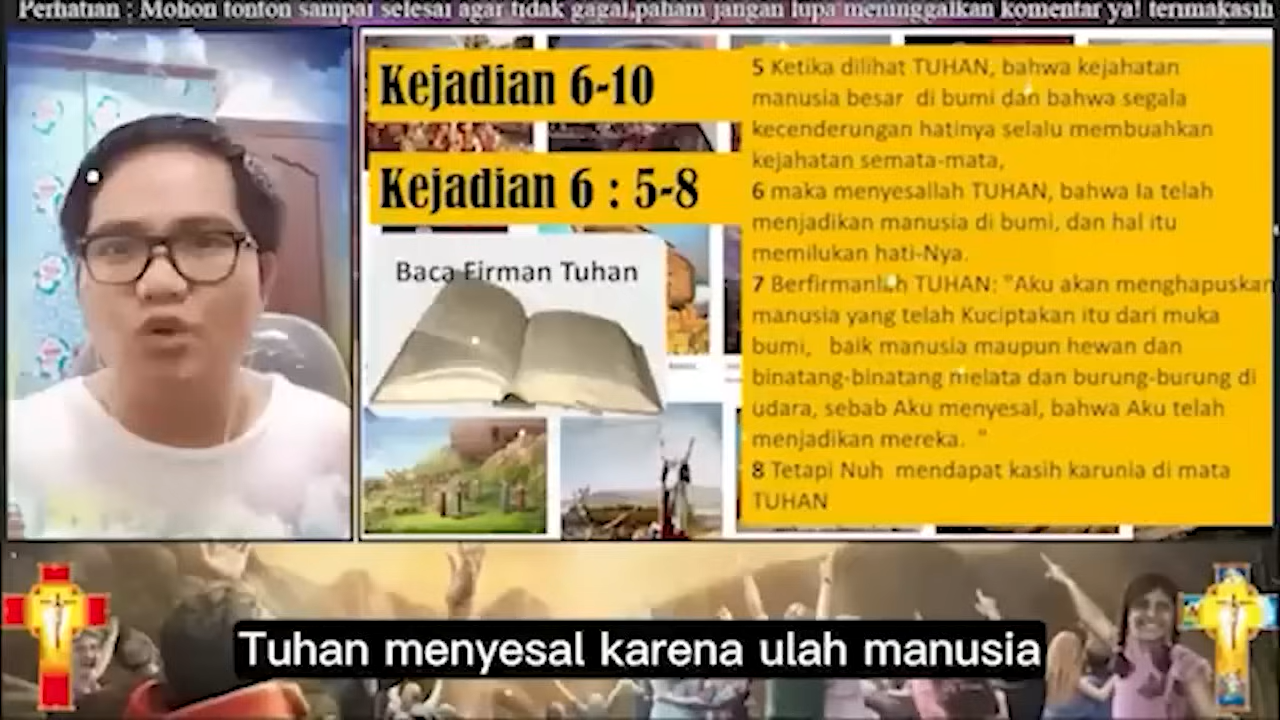 Perhatian : Mohon tonton sampai selesai agar tidak gagal,paham jangan lupa meninggalkan komentar ya! terimakasih
Kejadian 6-10
Kejadian 6 : 5-8
Baca Firman Tuhan
5 Ketika dilihat TUHAN, bahwa kejahatan
manusia besar di bumi dan bahwa segala
kecenderungan hatinya selalu membuahkan
kejahatan semata-mata,
6 maka menyesallah TUHAN, bahwa Ia telah
menjadikan manusia di bumi, dan hal itu
memilukan hati-Nya.
7 Berfirmanlah TUHAN: "Aku akan menghapuskan
manusia yang telah Kuciptakan itu dari muka
bumi, baik manusia maupun hewan dan
binatang-binatang melata dan burung-burung di
udara, sebab Aku menyesal, bahwa Aku telah
menjadikan mereka. "
8 Tetapi Nuh mendapat kasih karunia di mata
TUHAN
Tuhan menyesal karena ulah manusia